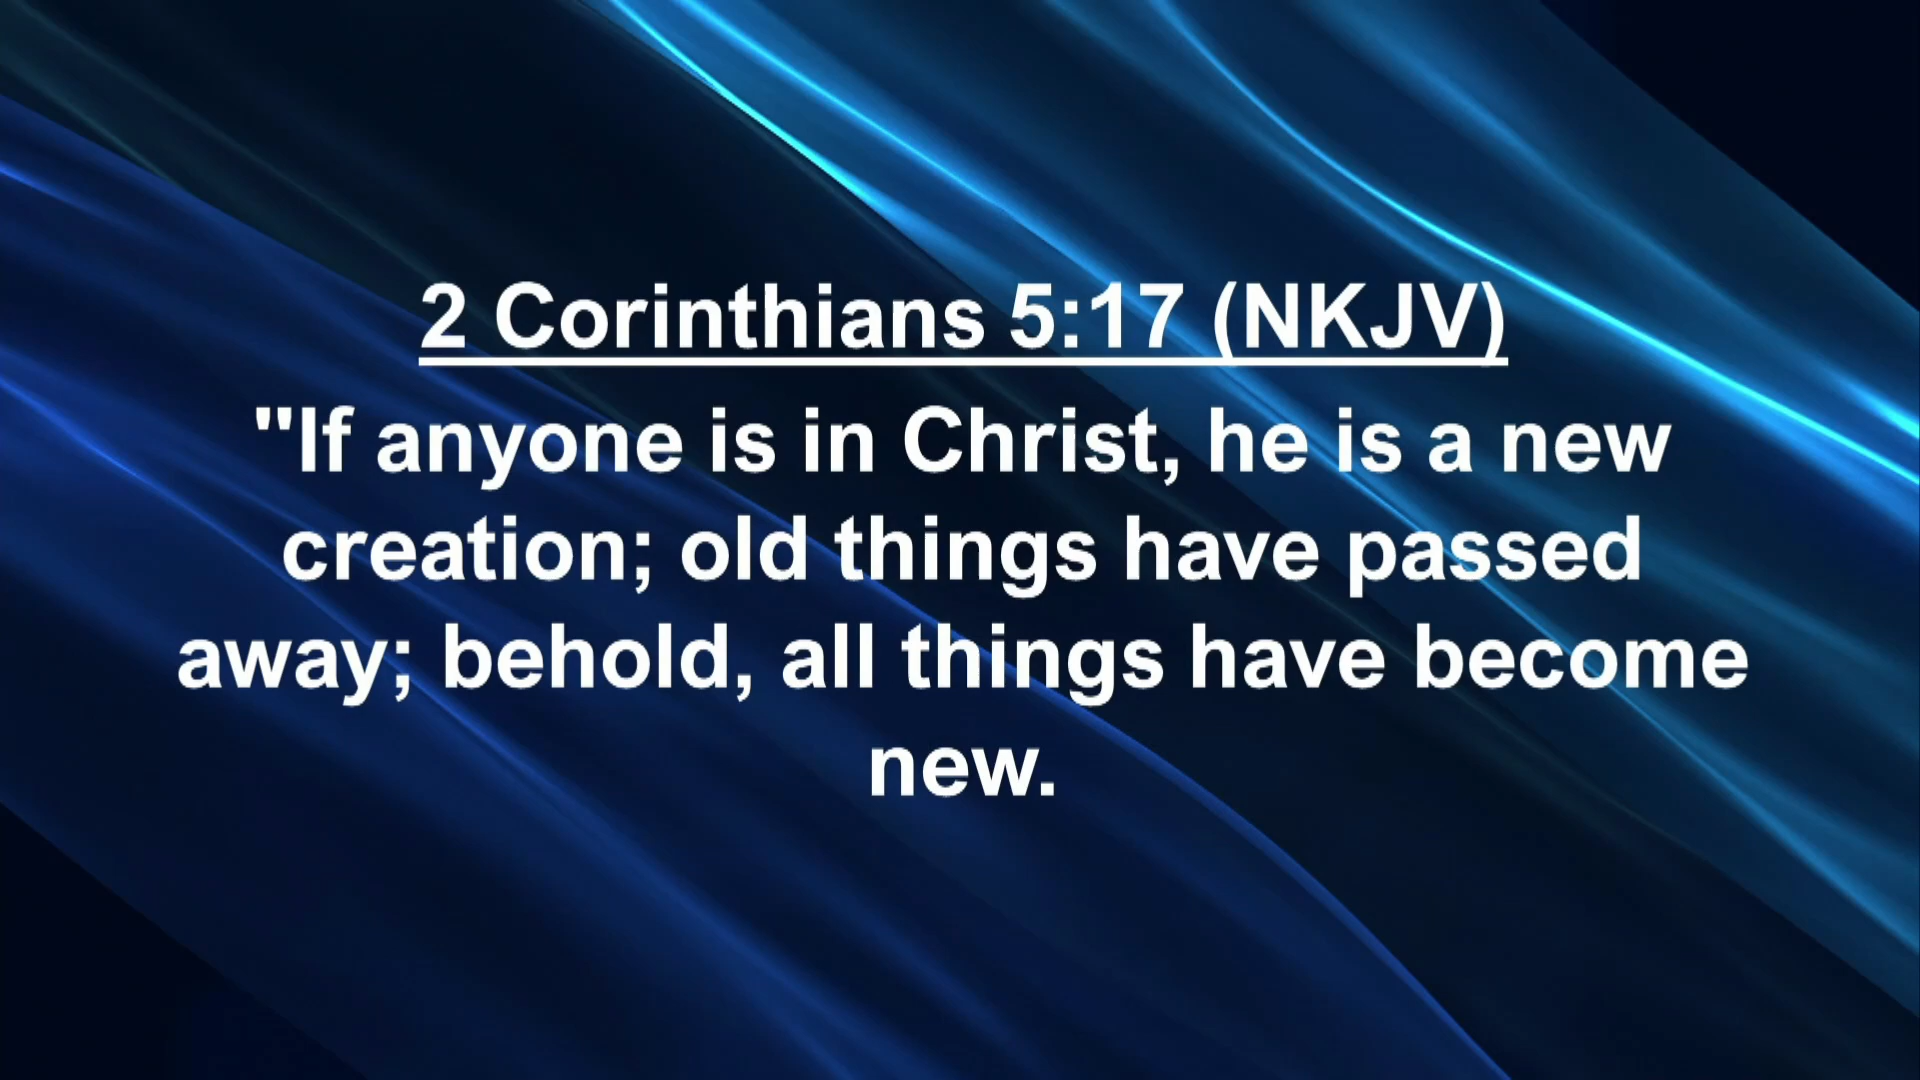 2 Corinthians 5:17 (NKJV)
"If anyone is in Christ, he is a new
creation; old things have passed
away; behold, all things have become
new.